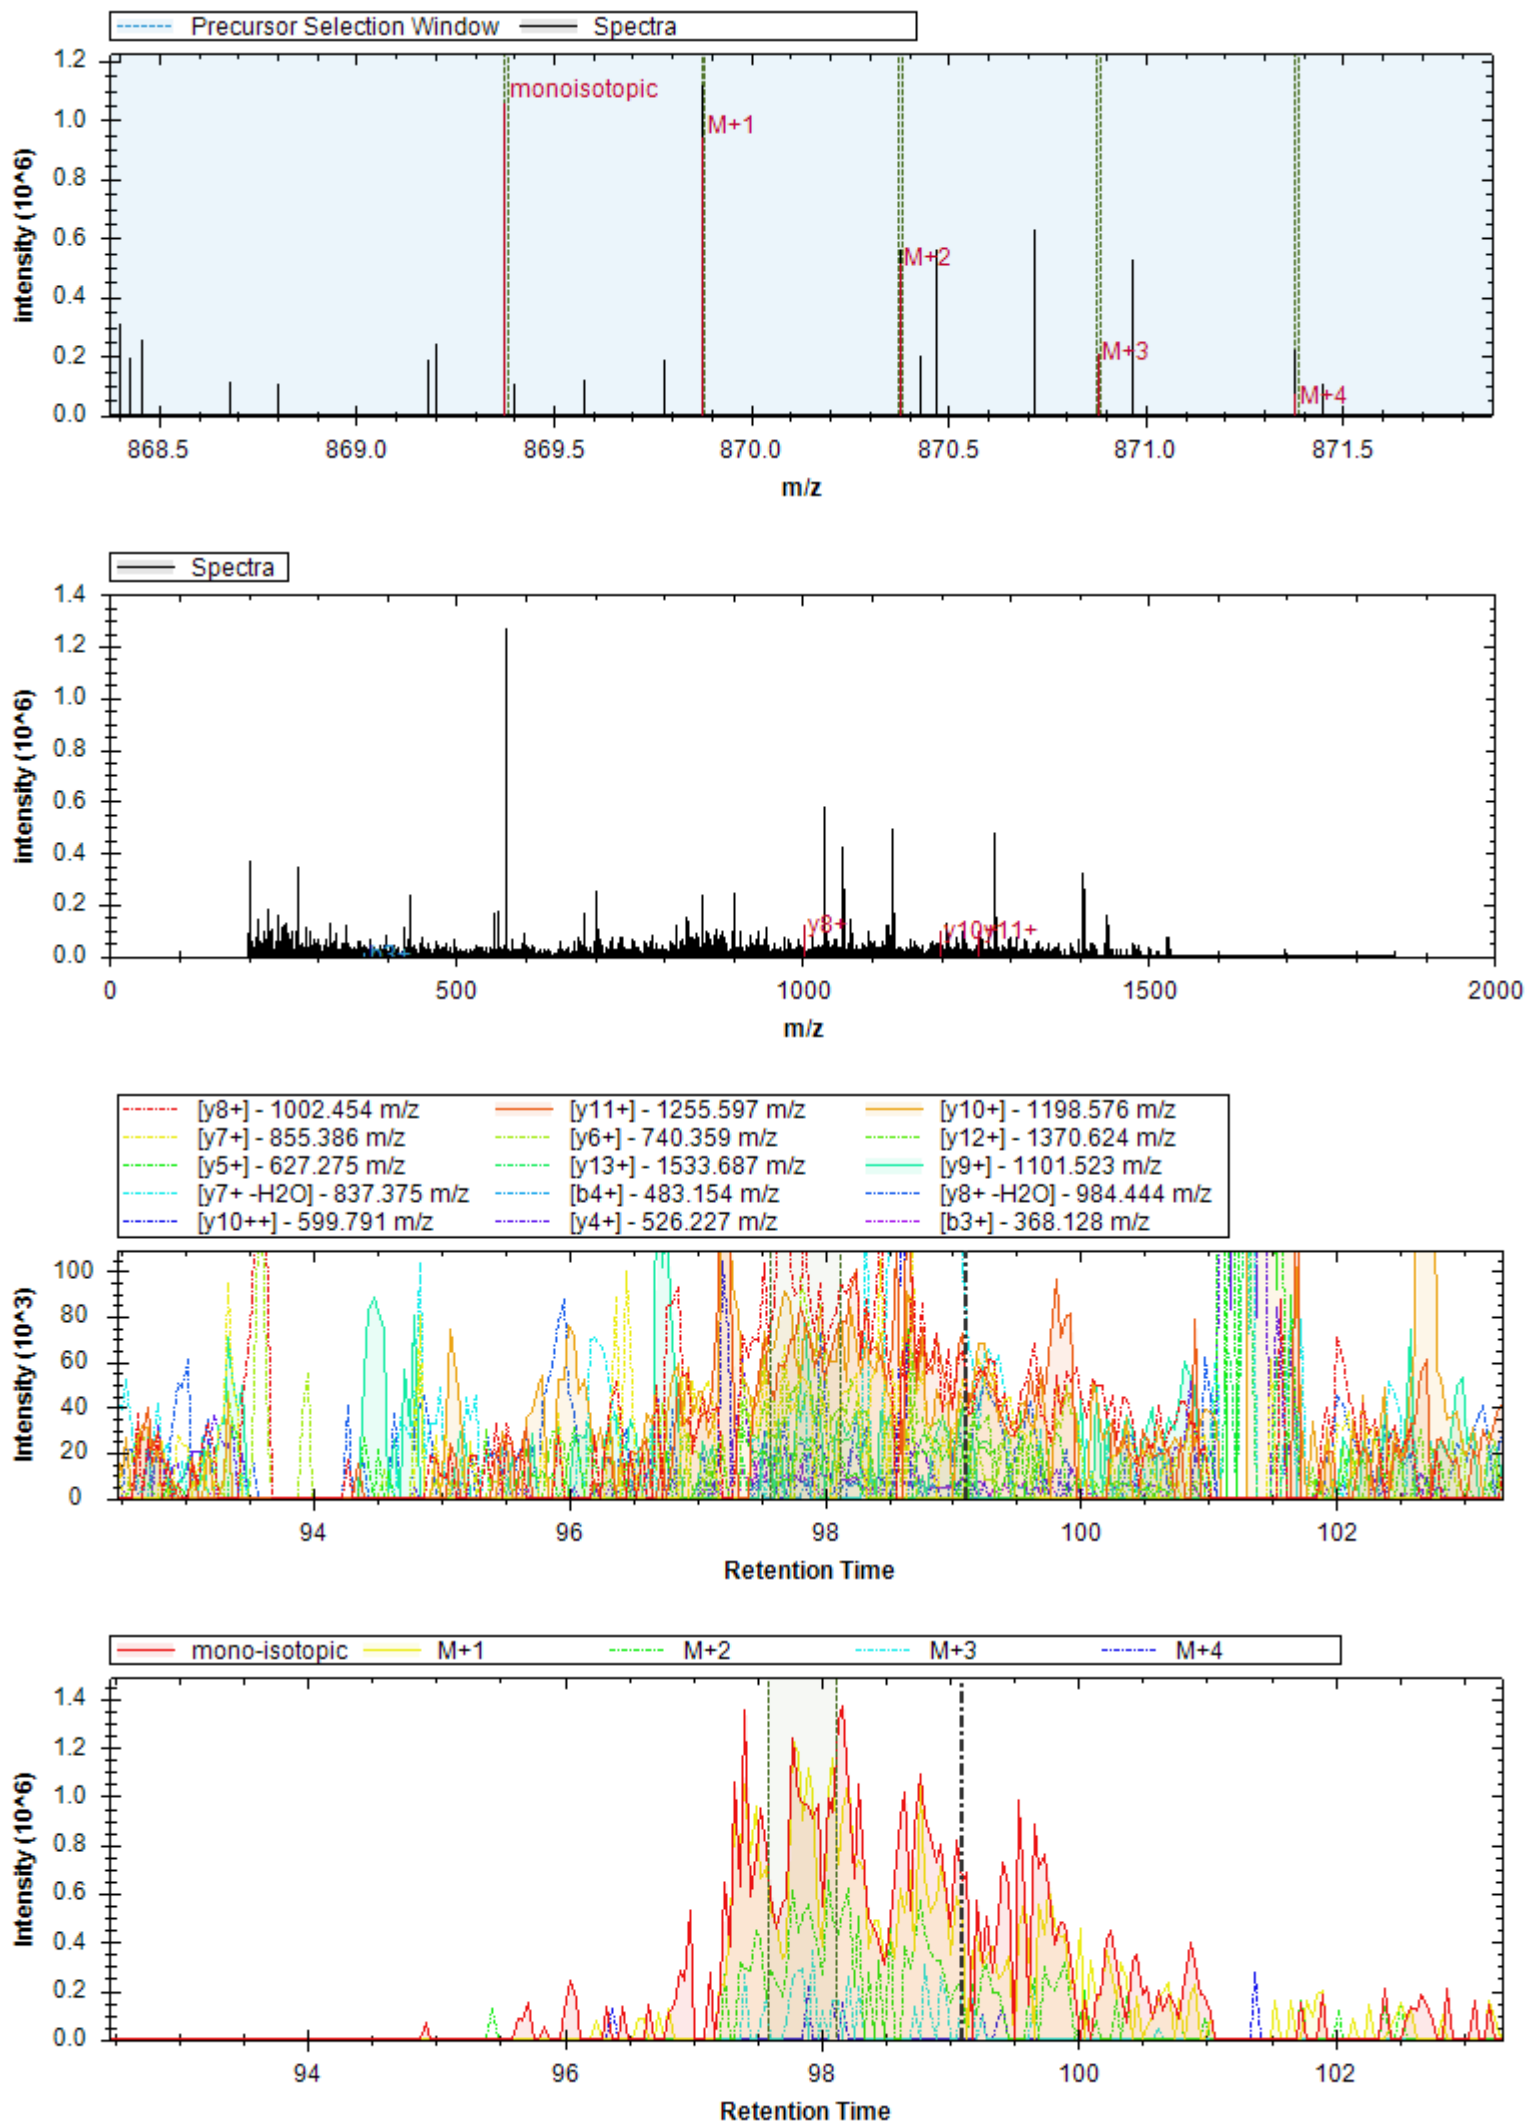 Precursor Selection Window Spectra
1.2
1.0
0.8
0.6
0.4
0.2
0.0
intensity (10^6)
monoisotopic
M+1
M+2
M+3
M+4
868.5 869.0 869.5 870.0 870.5 871.0 871.5
m/z
Spectra
1.4
1.2
1.0
0.8
0.6
0.4
0.2
0.0
intensity (10^6)
y8+
y11+
0 500 1000 1500 2000
m/z
[y8+] - 1002.454 m/z [y11+] - 1255.597 m/z [y10+] - 1198.576 m/z
[y7+] - 855.386 m/z [y6+] - 740.359 m/z [y12+] - 1370.624 m/z
[y5+] - 627.275 m/z [y13+] - 1533.687 m/z [y9+] - 1101.523 m/z
[y7+ -H2O] - 837.375 m/z [b4+] - 483.154 m/z [y8+ -H2O] - 984.444 m/z
[y10++] - 599.791 m/z [y4+] - 526.227 m/z [b3+] - 368.128 m/z
100
80
60
40
20
0
Intensity (10^3)
94 96 98 100 102
Retention Time
mono-isotopic M+1 M+2 M+3 M+4
1.4
1.2
1.0
0.8
0.6
0.4
0.2
0.0
Intensity (10^6)
94 96 98 100 102
Retention Time